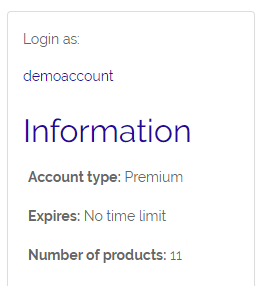 Login as:
demoaccount
Information
Account type: Premium
Expires: No time limit
Number of products: 11